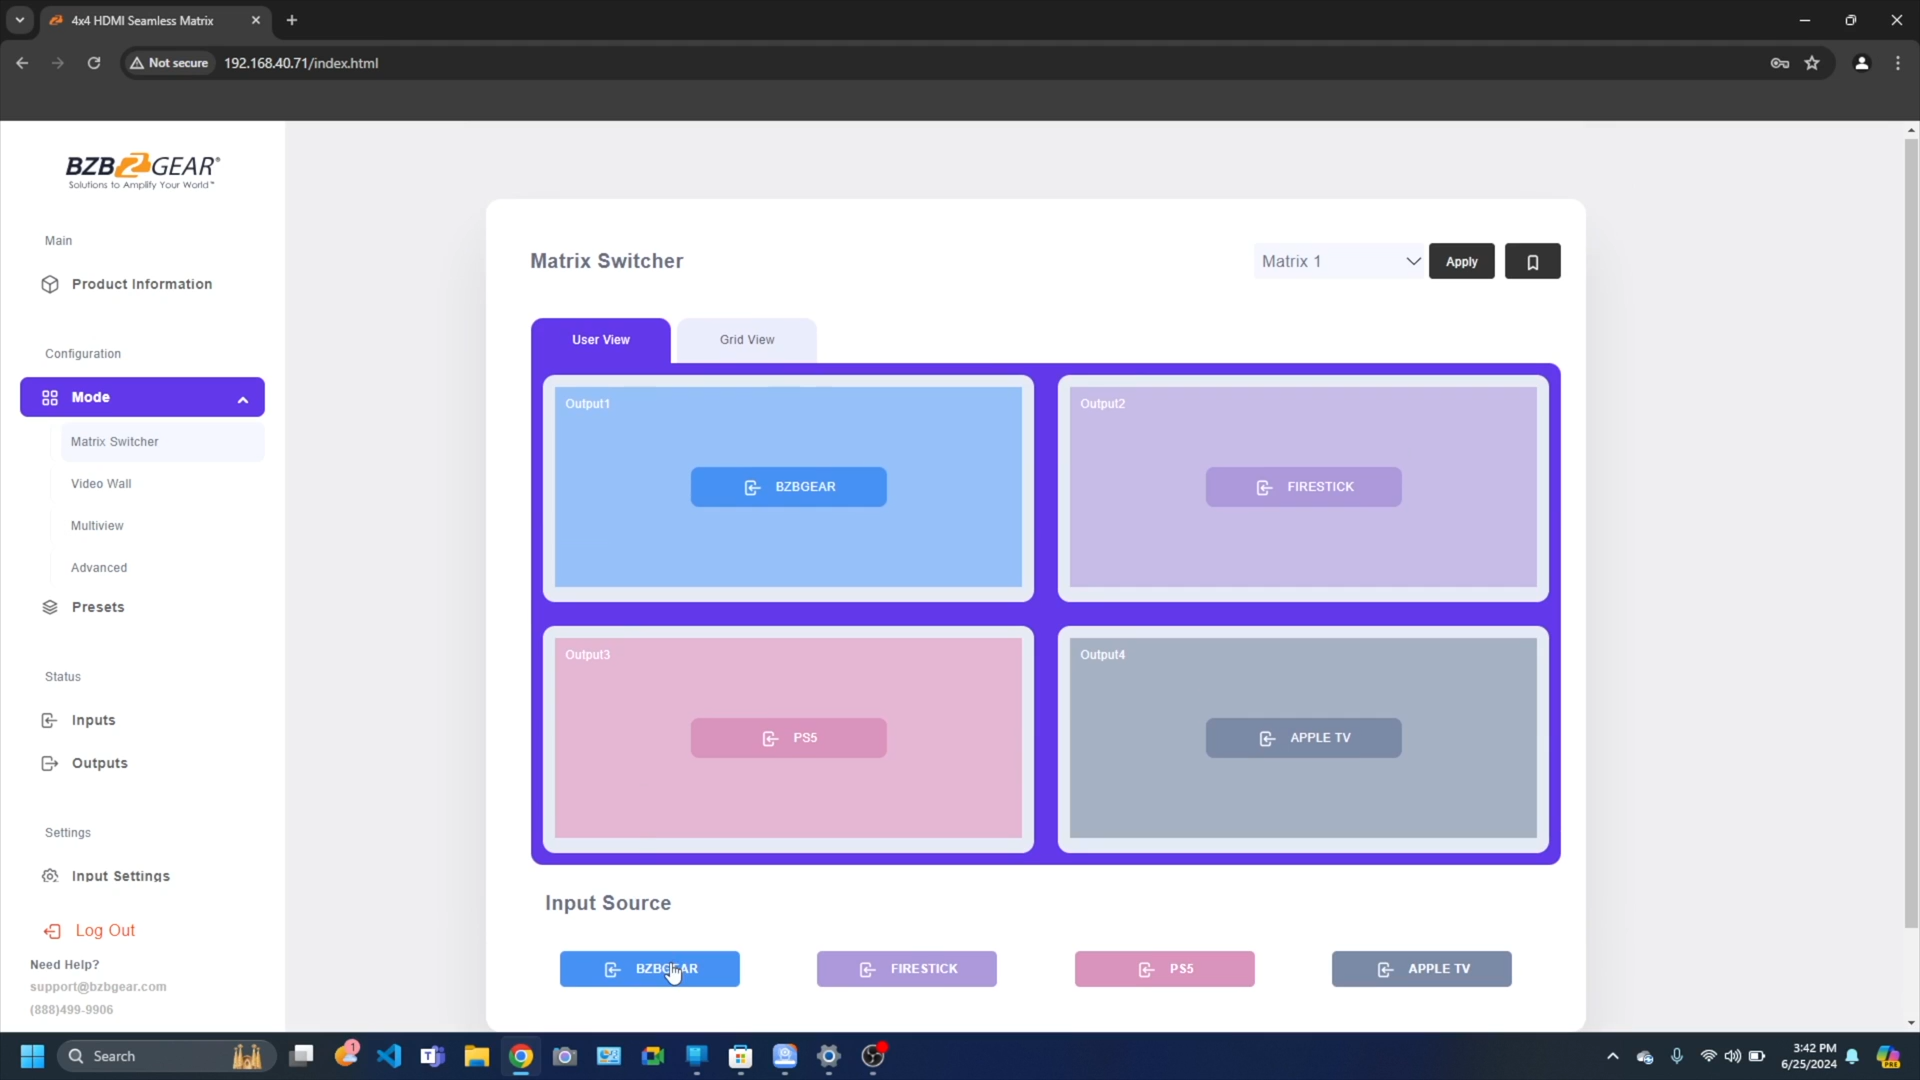 4x4 HDMI Seamless Matrix
Not secure
192.168.40.71/index.html
BZBGEAR®
Solutions to Amplify Your World™
Main
Product Information
Configuration
Mode
Matrix Switcher
Video Wall
Multiview
Advanced
Presets
Status
Inputs
Outputs
Settings
Input Settings
Log Out
Need Help?
support@bzbgear.com
(888)499-9906
Matrix Switcher
Matrix 1
Apply
User View
Grid View
Output1
BZBGEAR
Output2
FIRESTICK
Output3
PS5
Output4
APPLE TV
Input Source
BZBGEAR
FIRESTICK
PS5
APPLE TV
Search
1
3:42 PM
6/25/2024
PRE